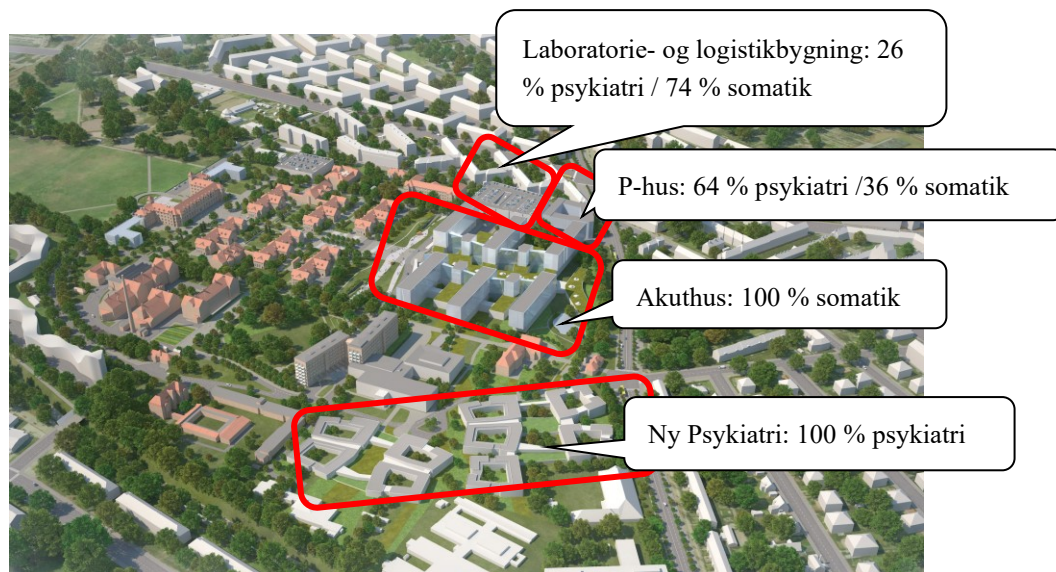 Laboratorie- og logistikbygning: 26
% psykiatri / 74 % somatik
P-hus: 64 % psykiatri /36 % somatik
Akuthus: 100 % somatik
Ny Psykiatri: 100 % psykiatri